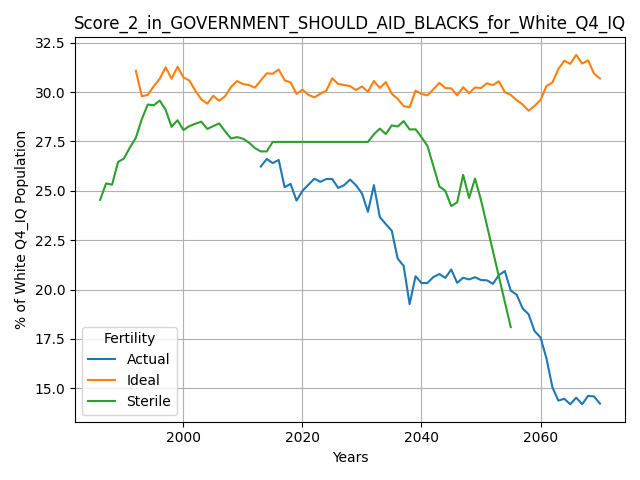 Score_2_in_GOVERNMENT_SHOULD_AID_BLACKS_for_White_Q4_IQ
32.5
30.0
27.5
25.0
22.5
20.0
17.5
15.0
% of White Q4_IQ Population
Fertility
Actual
Ideal
Sterile
2000 2020 2040 2060
Years